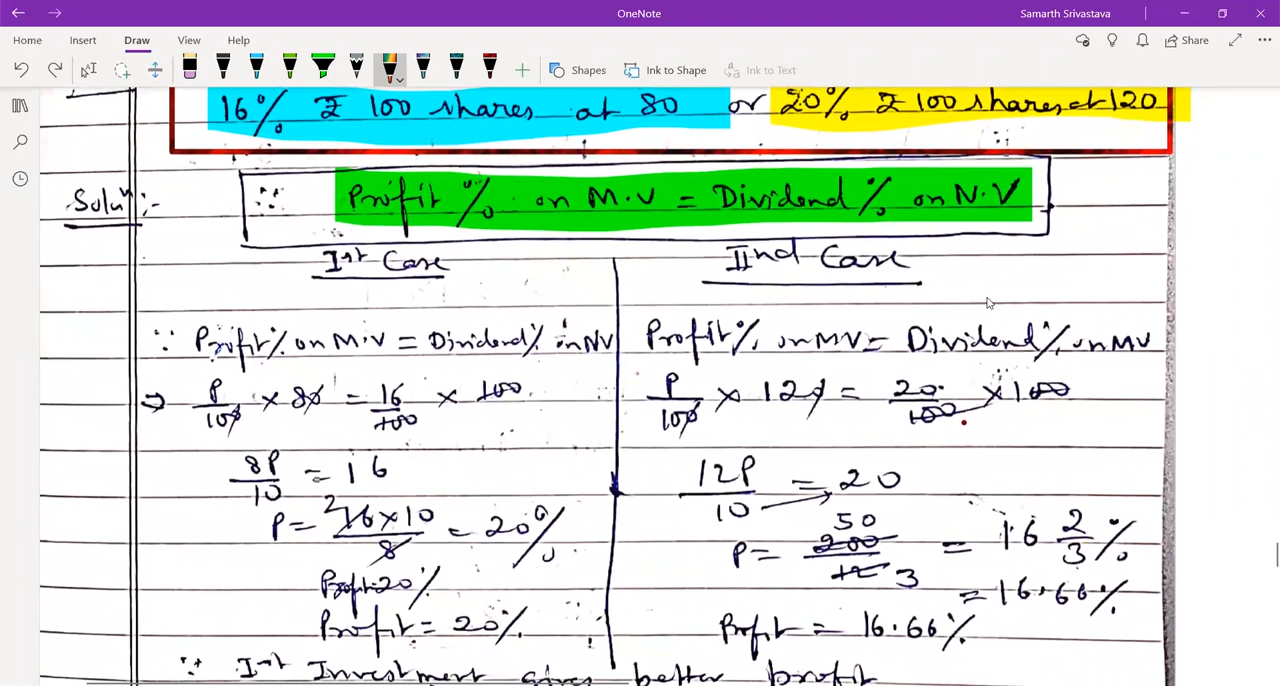 OneNote
Samarth Srivastava
Home Insert Draw View Help
Share
Shapes Ink to Shape Ink to Text
16% ₹ 100 shares at 80 or 20% ₹ 100 shares at 120
Solun:- ∵ Profit % on M.V = Dividend % on N.V
Ist Case
IInd Case
∵ Profit % on M.V = Dividend % on NV
Profit % on MV = Dividend % on MV
⇒ P/100 × 80 = 16/100 × 100
P/100 × 120 = 20/100 × 100
8P/10 = 16
12P/10 = 20
P = 2 16×10/8 = 20%
P = 50 200/12 3 = 16 2/3 %
Profit 20%
= 16.66%
Profit = 20%
Profit = 16.66%
∵ Ist Investment gives better profit